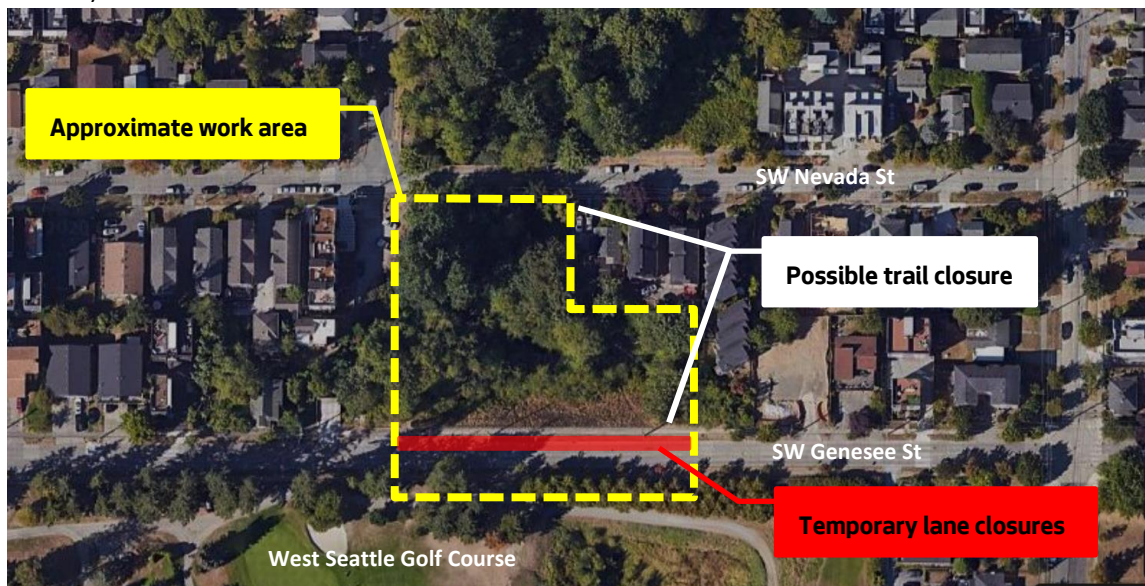 Approximate work area
SW Nevada St
Possible trail closure
SW Genesee St
Temporary lane closures
West Seattle Golf Course